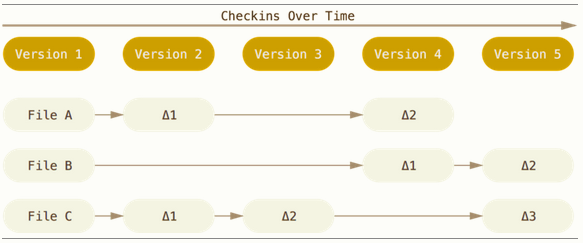 Checkins Over Time
Version 1 Version 2 Version 3 Version 4 Version 5
File A Δ1 Δ2
File B Δ1 Δ2
File C Δ1 Δ2 Δ3